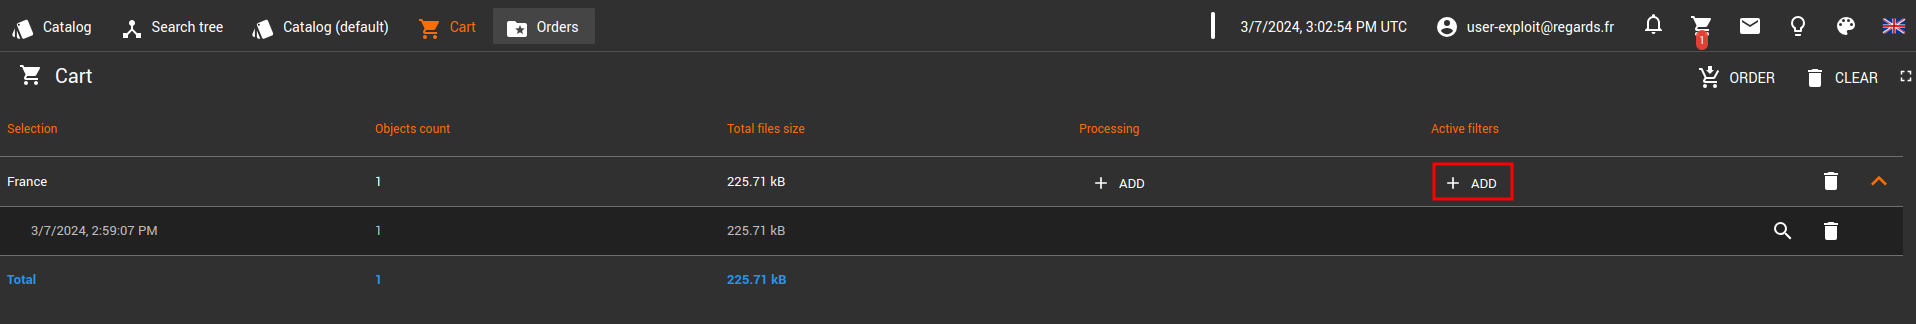 Catalog Search tree Catalog (default) Cart Orders 3/7/2024, 3:02:54 PM UTC user-exploit@regards.fr 1
Cart ORDER CLEAR
Selection Objects count Total files size Processing Active filters
France 1 225.71 kB ADD ADD
3/7/2024, 2:59:07 PM 1 225.71 kB
Total 1 225.71 kB